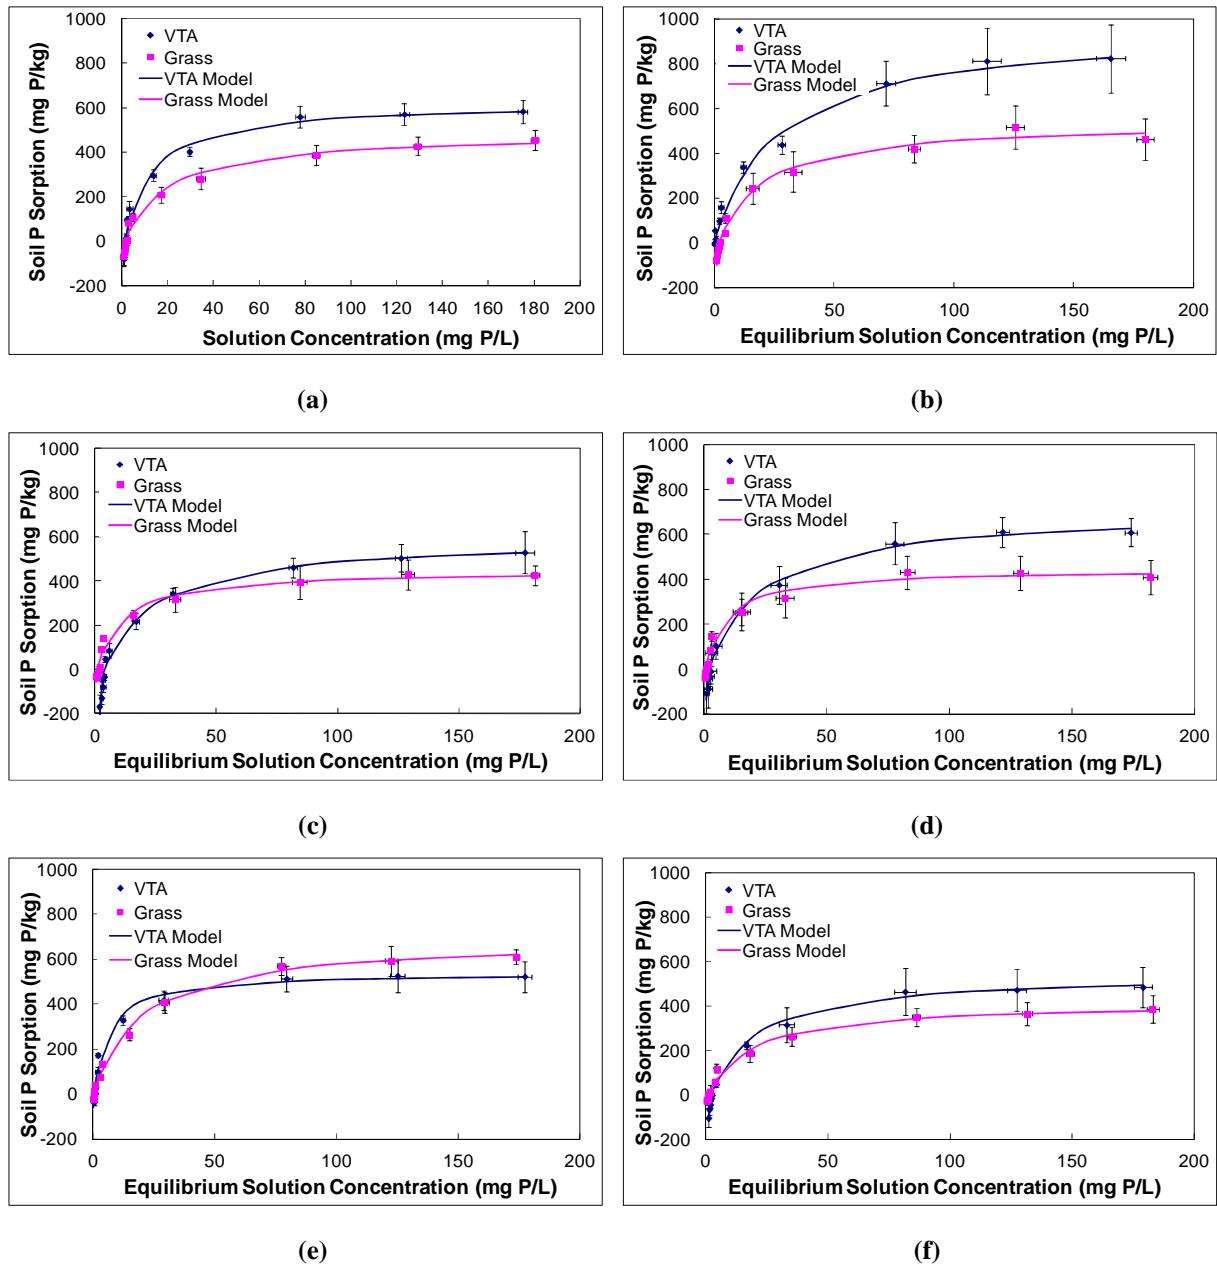 1000
800
600
400
200
0
-200
Soil P Sorption (mg P/kg)
VTA
Grass
VTA Model
Grass Model
0 20 40 60 80 100 120 140 160 180 200
Solution Concentration (mg P/L)
(a)
1000
800
600
400
200
0
-200
Soil P Sorption (mg P/kg)
VTA
Grass
VTA Model
Grass Model
0 50 100 150 200
Equilibrium Solution Concentration (mg P/L)
(b)
1000
800
600
400
200
0
-200
Soil P Sorption (mg P/kg)
VTA
Grass
VTA Model
Grass Model
0 50 100 150 200
Equilibrium Solution Concentration (mg P/L)
(c)
1000
800
600
400
200
0
-200
Soil P Sorption (mg P/kg)
VTA
Grass
VTA Model
Grass Model
0 50 100 150 200
Equilibrium Solution Concentration (mg P/L)
(d)
1000
800
600
400
200
0
-200
Soil P Sorption (mg P/kg)
VTA
Grass
VTA Model
Grass Model
0 50 100 150 200
Equilibrium Solution Concentration (mg P/L)
(e)
1000
800
600
400
200
0
-200
Soil P Sorption (mg P/kg)
VTA
Grass
VTA Model
Grass Model
0 50 100 150 200
Equilibrium Solution Concentration (mg P/L)
(f)